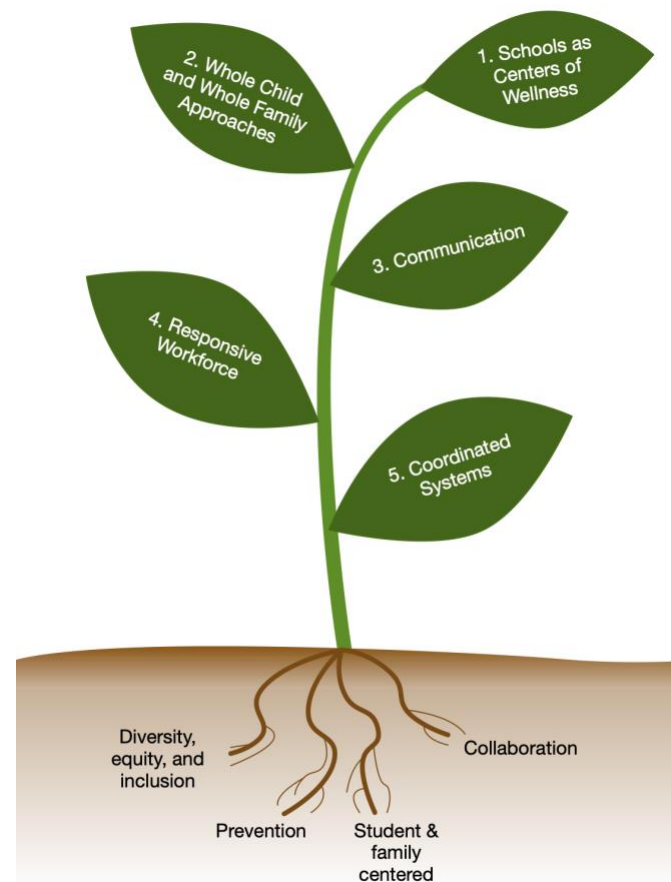 1. Schools as
Centers of
Wellness
2. Whole Child
and Whole Family
Approaches
3. Communication
4. Responsive
Workforce
5. Coordinated
Systems
Diversity,
equity, and
inclusion
Prevention
Student &
family
centered
Collaboration